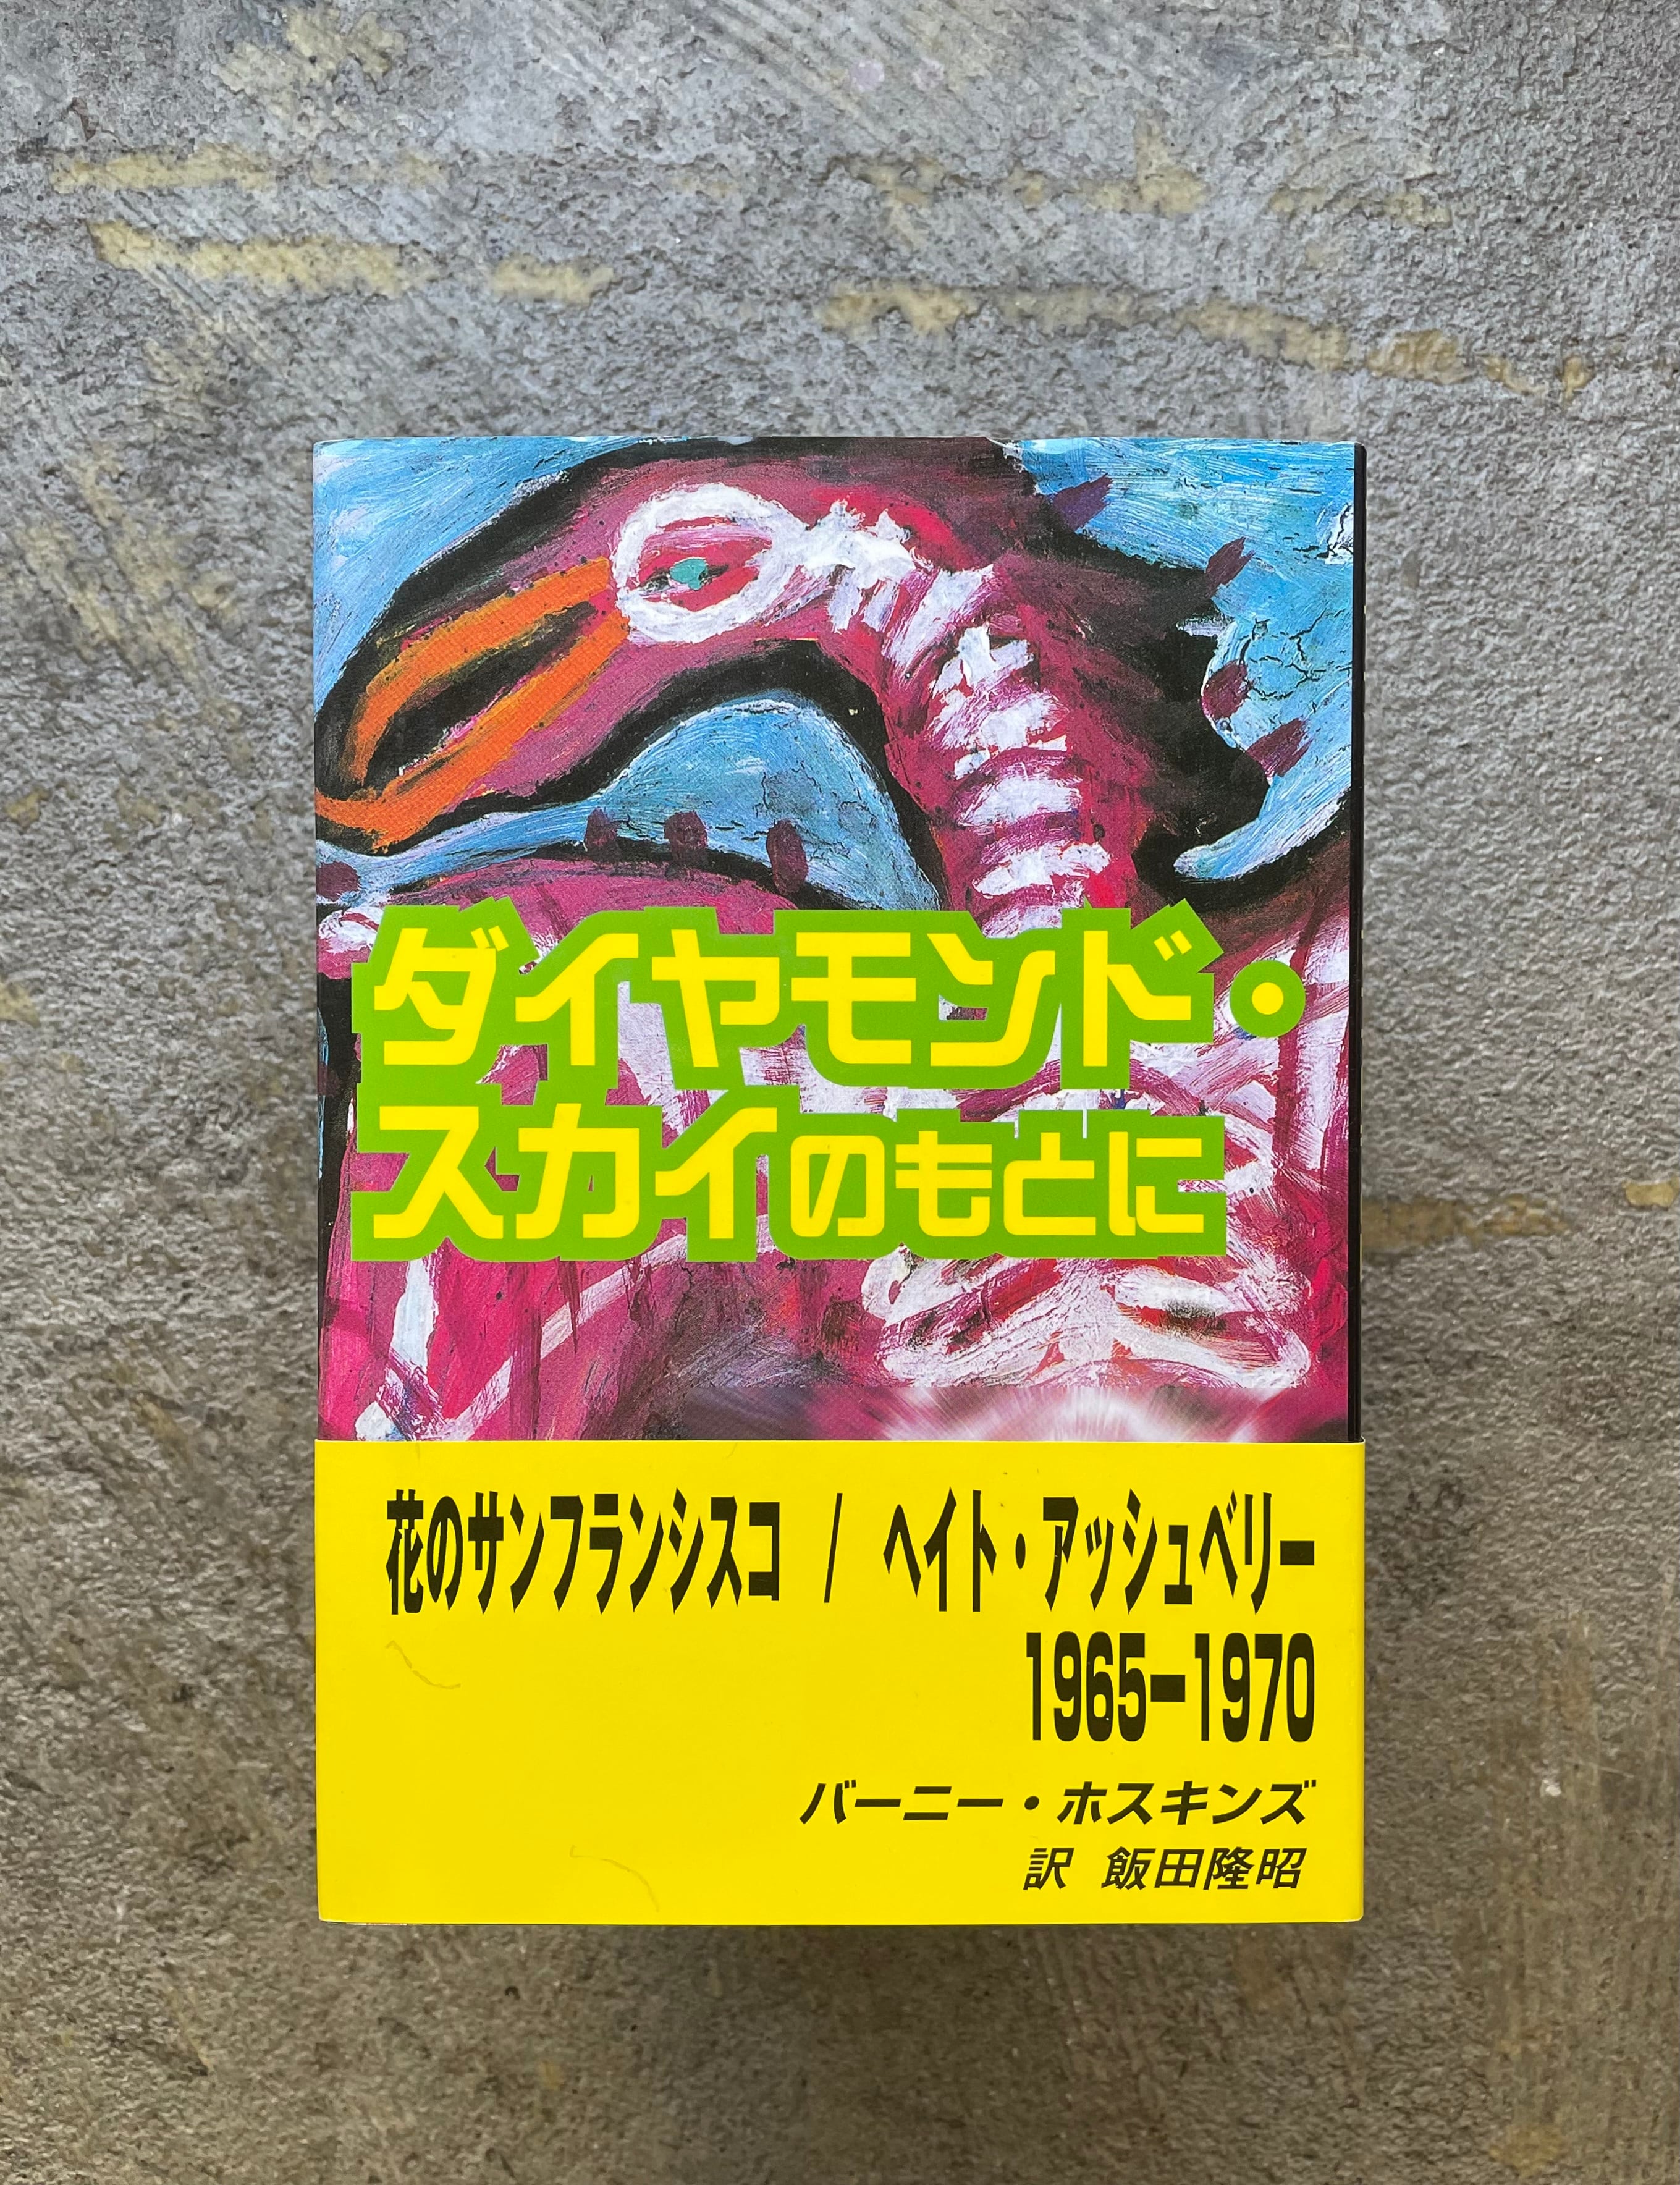 ダイヤモンド・
スカイのもとに
花のサンフランシスコ / ヘイト・アッシュベリー
1965–1970
バーニー・ホスキンズ
訳 飯田隆昭